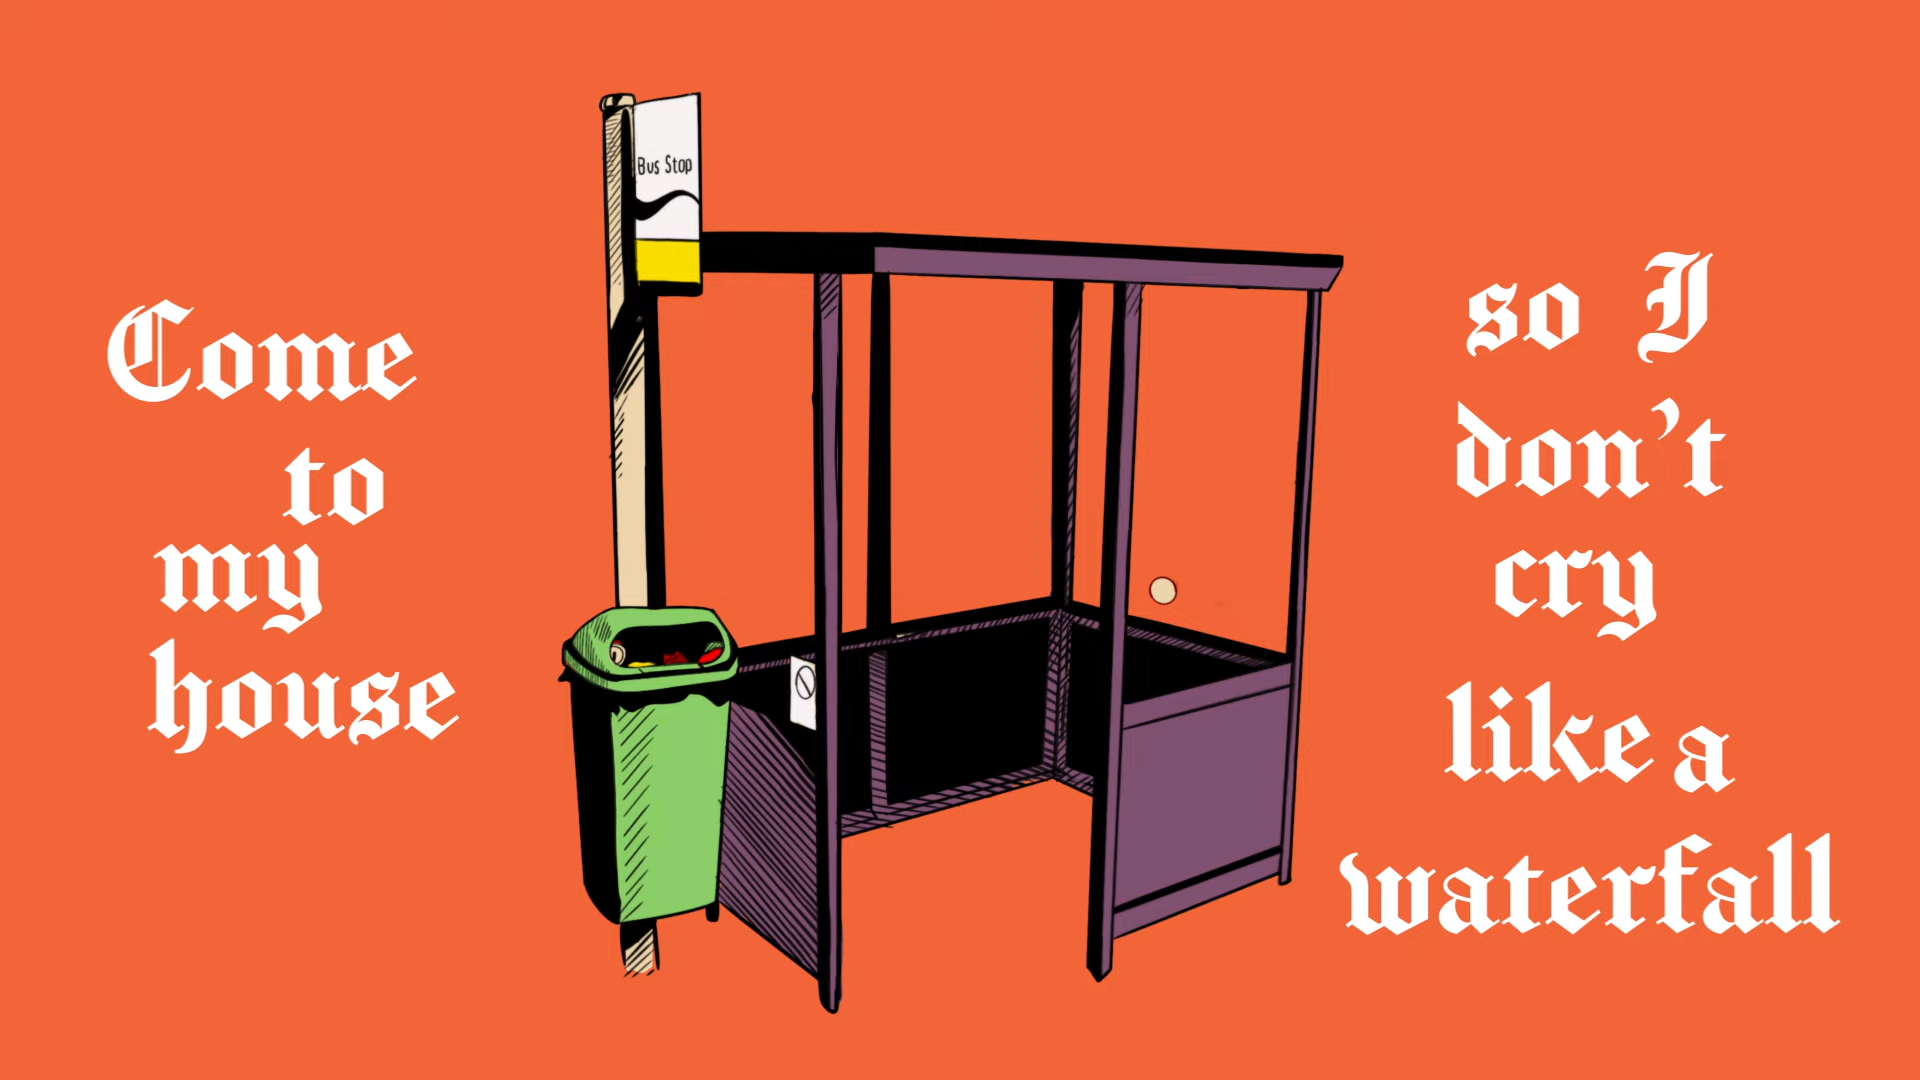 Come
to
my
house
Bus Stop
so I
don't
cry
like a
waterfall